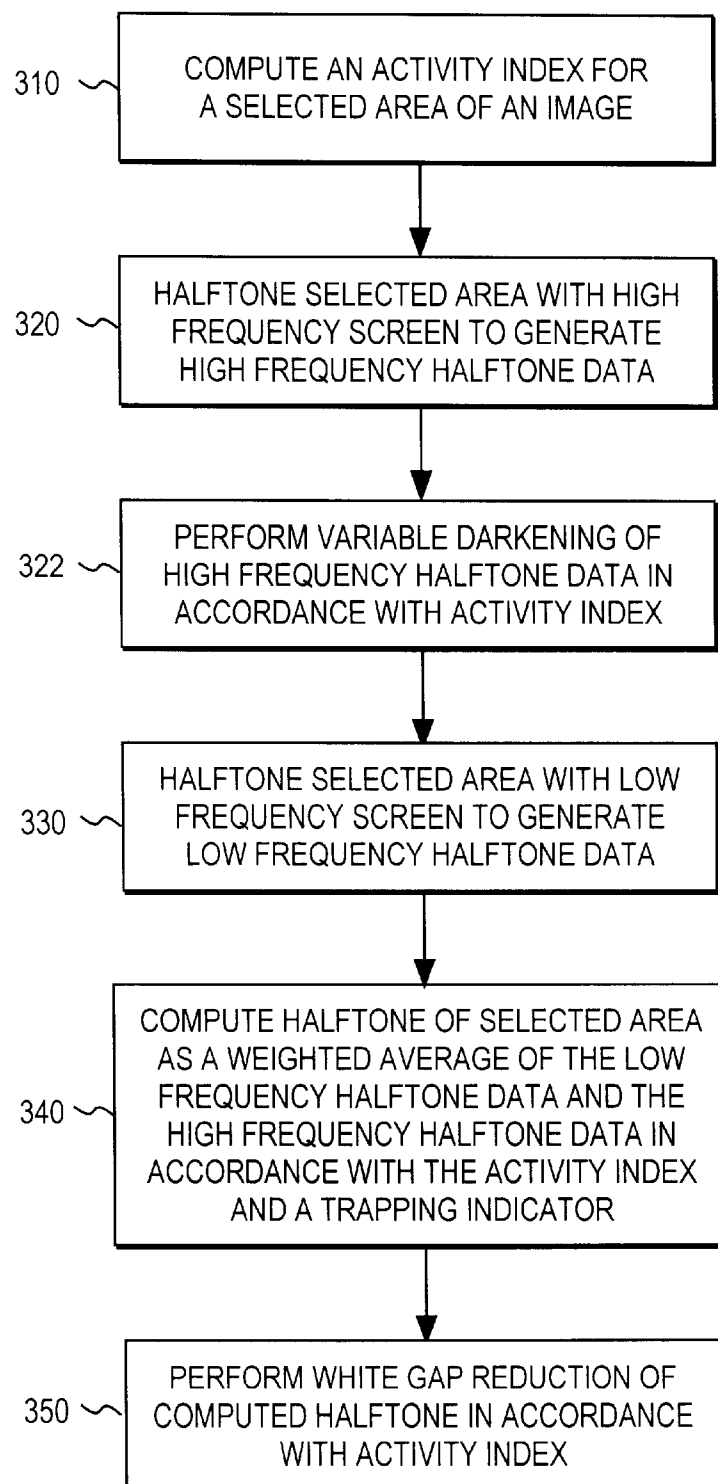 310
COMPUTE AN ACTIVITY INDEX FOR
A SELECTED AREA OF AN IMAGE
320
HALFTONE SELECTED AREA WITH HIGH
FREQUENCY SCREEN TO GENERATE
HIGH FREQUENCY HALFTONE DATA
322
PERFORM VARIABLE DARKENING OF
HIGH FREQUENCY HALFTONE DATA IN
ACCORDANCE WITH ACTIVITY INDEX
330
HALFTONE SELECTED AREA WITH LOW
FREQUENCY SCREEN TO GENERATE
LOW FREQUENCY HALFTONE DATA
340
COMPUTE HALFTONE OF SELECTED AREA
AS A WEIGHTED AVERAGE OF THE LOW
FREQUENCY HALFTONE DATA AND THE
HIGH FREQUENCY HALFTONE DATA IN
ACCORDANCE WITH THE ACTIVITY INDEX
AND A TRAPPING INDICATOR
350
PERFORM WHITE GAP REDUCTION OF
COMPUTED HALFTONE IN ACCORDANCE
WITH ACTIVITY INDEX